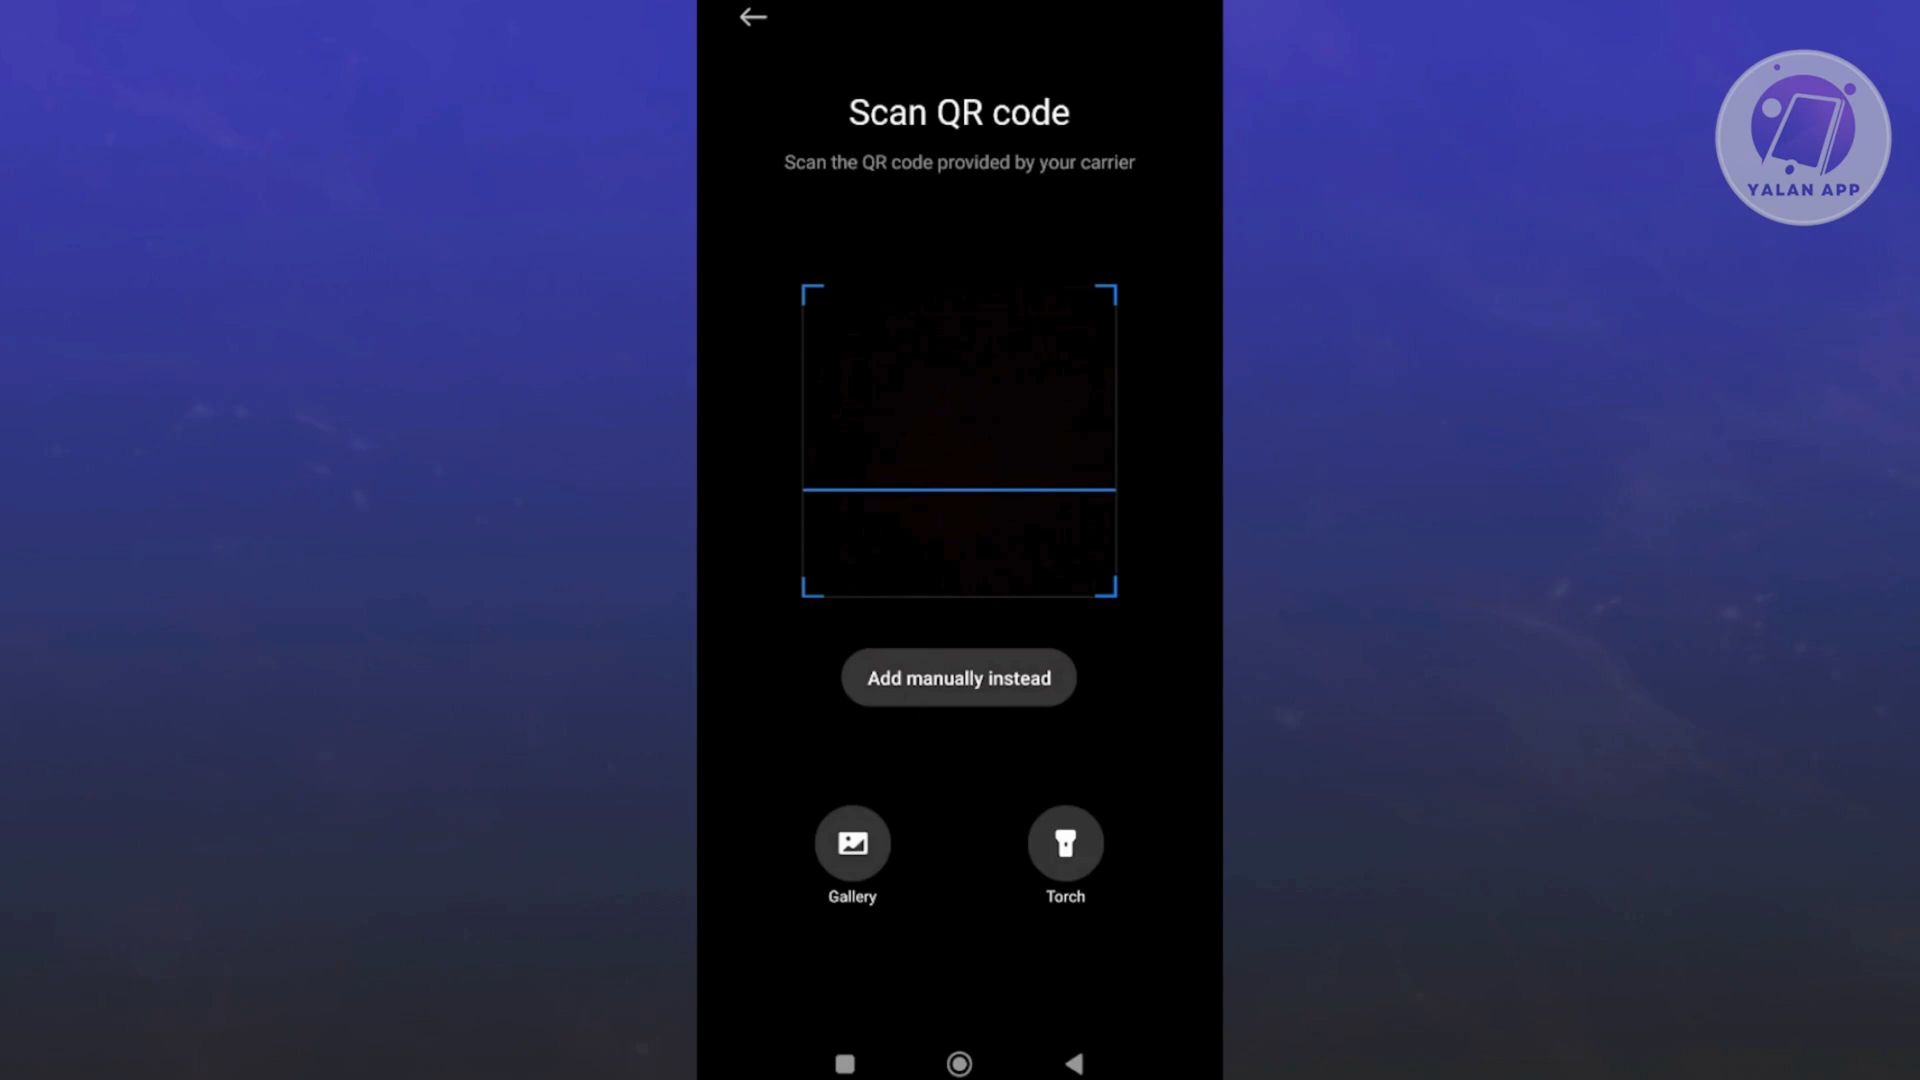 Scan QR code
Scan the QR code provided by your carrier
YALAN APP
Add manually instead
Gallery
Torch